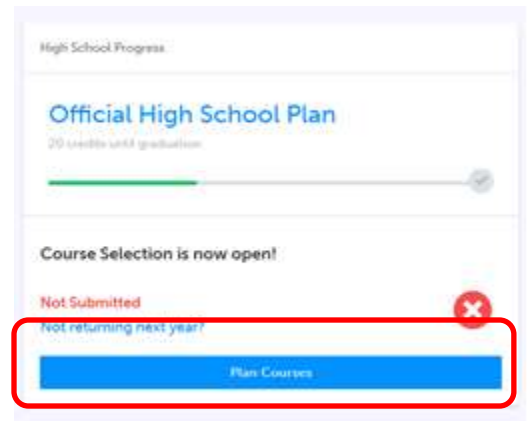 High School Progress
Official High School Plan
20 credits until graduation
Course Selection is now open!
Not Submitted
Not returning next year?
Plan Courses